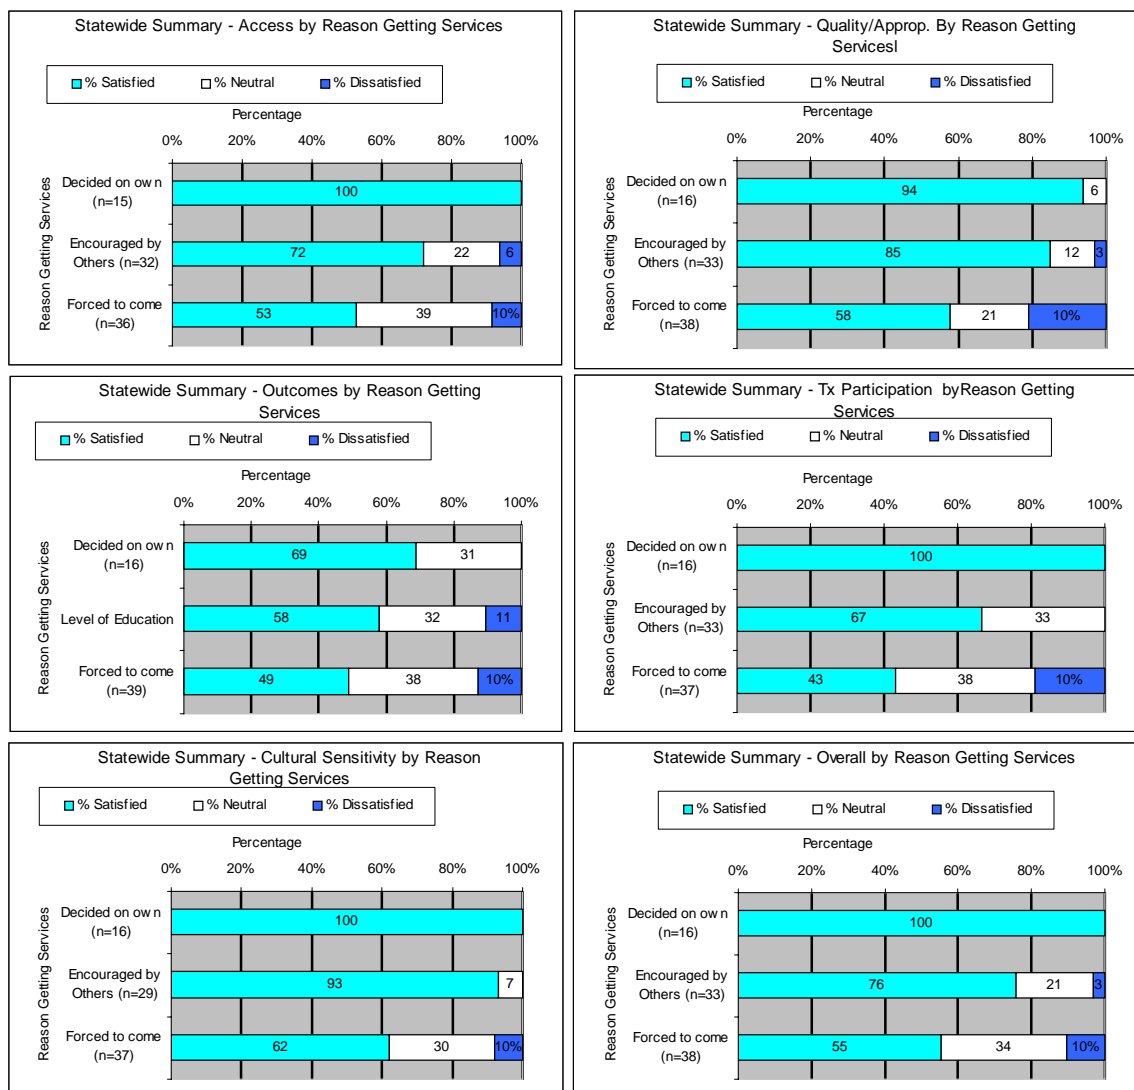 Statewide Summary - Access by Reason Getting Services
% Satisfied % Neutral % Dissatisfied
Percentage
0% 20% 40% 60% 80% 100%
Reason Getting Services
Decided on own
(n=15)
100
Encouraged by
Others (n=32)
72 22 6
Forced to come
(n=36)
53 39 10%
Statewide Summary - Quality/Approp. By Reason Getting
ServicesI
% Satisfied % Neutral % Dissatisfied
Percentage
0% 20% 40% 60% 80% 100%
Reason Getting Services
Decided on own
(n=16)
94 6
Encouraged by
Others (n=33)
85 12 3
Forced to come
(n=38)
58 21 10%
Statewide Summary - Outcomes by Reason Getting
Services
% Satisfied % Neutral % Dissatisfied
Percentage
0% 20% 40% 60% 80% 100%
Reason Getting Services
Decided on own
(n=16)
69 31
Level of Education
58 32 11
Forced to come
(n=39)
49 38 10%
Statewide Summary - Tx Participation byReason Getting
Services
% Satisfied % Neutral % Dissatisfied
Percentage
0% 20% 40% 60% 80% 100%
Reason Getting Services
Decided on own
(n=16)
100
Encouraged by
Others (n=33)
67 33
Forced to come
(n=37)
43 38 10%
Statewide Summary - Cultural Sensitivity by Reason
Getting Services
% Satisfied % Neutral % Dissatisfied
Percentage
0% 20% 40% 60% 80% 100%
Reason Getting Services
Decided on own
(n=16)
100
Encouraged by
Others (n=29)
93 7
Forced to come
(n=37)
62 30 10%
Statewide Summary - Overall by Reason Getting Services
% Satisfied % Neutral % Dissatisfied
Percentage
0% 20% 40% 60% 80% 100%
Reason Getting Services
Decided on own
(n=16)
100
Encouraged by
Others (n=33)
76 21 3
Forced to come
(n=38)
55 34 10%